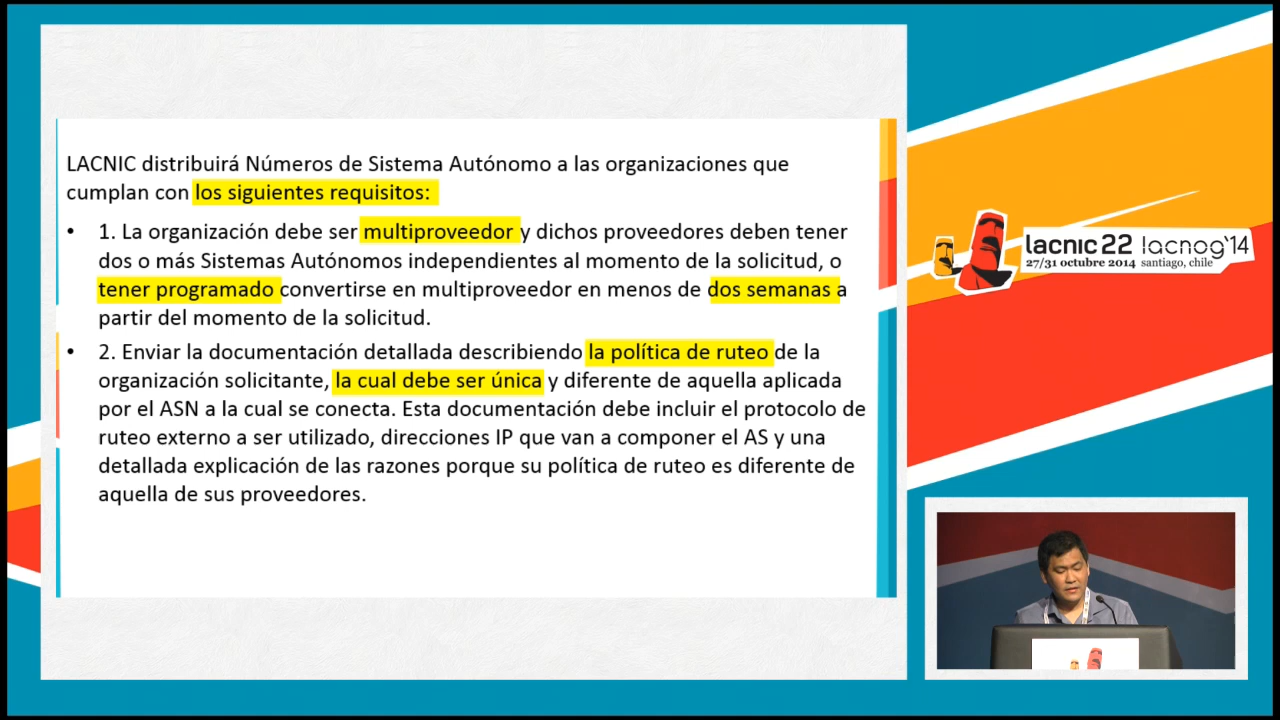 LACNIC distribuirá Números de Sistema Autónomo a las organizaciones que
cumplan con los siguientes requisitos:
• 1. La organización debe ser multiproveedor y dichos proveedores deben tener
dos o más Sistemas Autónomos independientes al momento de la solicitud, o
tener programado convertirse en multiproveedor en menos de dos semanas a
partir del momento de la solicitud.
• 2. Enviar la documentación detallada describiendo la política de ruteo de la
organización solicitante, la cual debe ser única y diferente de aquella aplicada
por el ASN a la cual se conecta. Esta documentación debe incluir el protocolo de
ruteo externo a ser utilizado, direcciones IP que van a componer el AS y una
detallada explicación de las razones porque su política de ruteo es diferente de
aquella de sus proveedores.
lacnic 22 lacnog'14
27/31 octubre 2014 santiago, chile